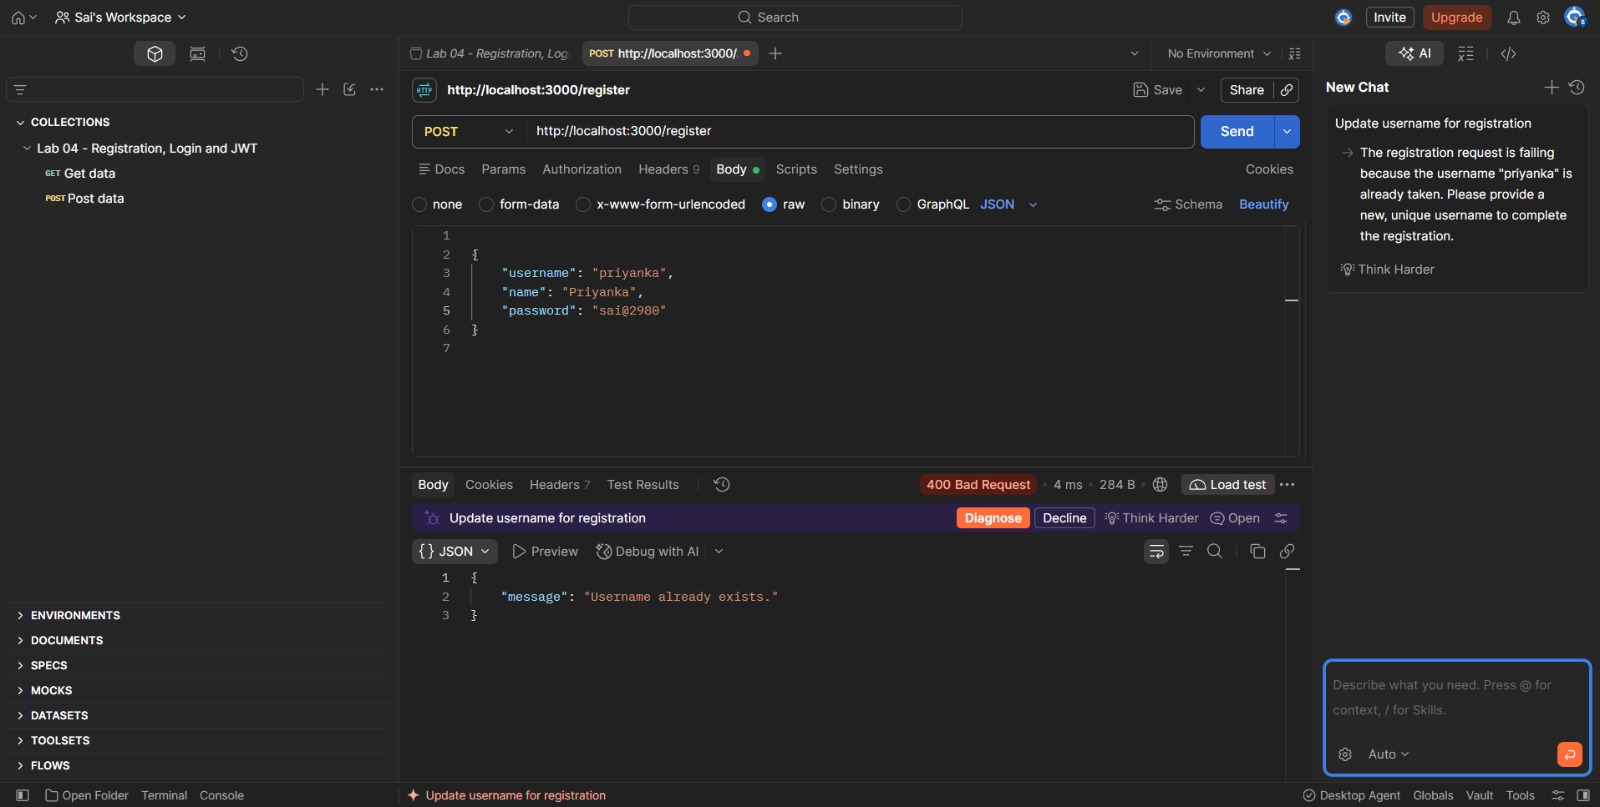 Sai's Workspace
Search
Invite
Upgrade
Lab 04 - Registration, Log
POST http://localhost:3000/
No Environment
AI
COLLECTIONS
Lab 04 - Registration, Login and JWT
GET Get data
POST Post data
ENVIRONMENTS
DOCUMENTS
SPECS
MOCKS
DATASETS
TOOLSETS
FLOWS
HTTP http://localhost:3000/register
Save
Share
POST http://localhost:3000/register
Send
Docs Params Authorization Headers 9 Body Scripts Settings Cookies
none form-data x-www-form-urlencoded raw binary GraphQL JSON Schema Beautify
1
2 {
3 "username": "priyanka",
4 "name": "Priyanka",
5 "password": "sai@2980"
6 }
7
Body Cookies Headers 7 Test Results 400 Bad Request 4 ms 284 B Load test
Update username for registration Diagnose Decline Think Harder Open
{} JSON Preview Debug with AI
1 {
2 "message": "Username already exists."
3 }
New Chat
Update username for registration
→ The registration request is failing
because the username "priyanka" is
already taken. Please provide a
new, unique username to complete
the registration.
Think Harder
Describe what you need. Press @ for
context, / for Skills.
Auto
Open Folder Terminal Console
Update username for registration
Desktop Agent Globals Vault Tools